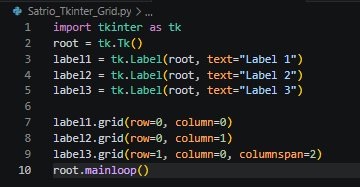 Satrio_Tkinter_Grid.py > ...
1 import tkinter as tk
2 root = tk.Tk()
3 label1 = tk.Label(root, text="Label 1")
4 label2 = tk.Label(root, text="Label 2")
5 label3 = tk.Label(root, text="Label 3")
6
7 label1.grid(row=0, column=0)
8 label2.grid(row=0, column=1)
9 label3.grid(row=1, column=0, columnspan=2)
10 root.mainloop()